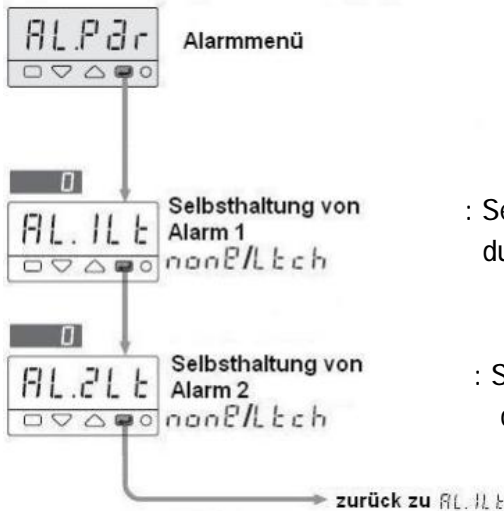 AL.Par
Alarmmenü
0
AL.1Lt
Selbsthaltung von
Alarm 1
nonE/Ltch
: Se
du
0
AL.2Lt
Selbsthaltung von
Alarm 2
nonE/Ltch
: S
zurück zu AL.1Lt